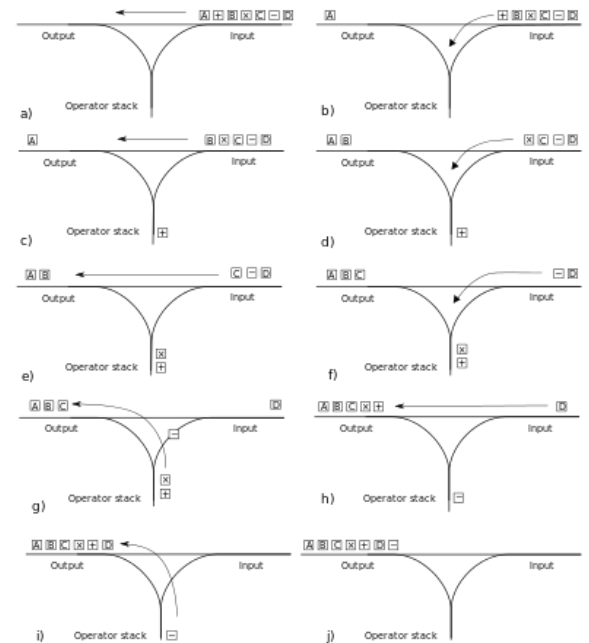 A + B × C − D
Output Input
Operator stack
a)
A + B × C − D
Output Input
Operator stack
b)
A B × C − D
Output Input
Operator stack +
c)
A B × C − D
Output Input
Operator stack +
d)
A B C − D
Output Input
×
Operator stack +
e)
A B C − D
Output Input
×
Operator stack +
f)
A B C D
Output − Input
×
Operator stack +
g)
A B C × + D
Output Input
Operator stack −
h)
A B C × + D
Output Input
Operator stack −
i)
A B C × + D −
Output Input
Operator stack
j)